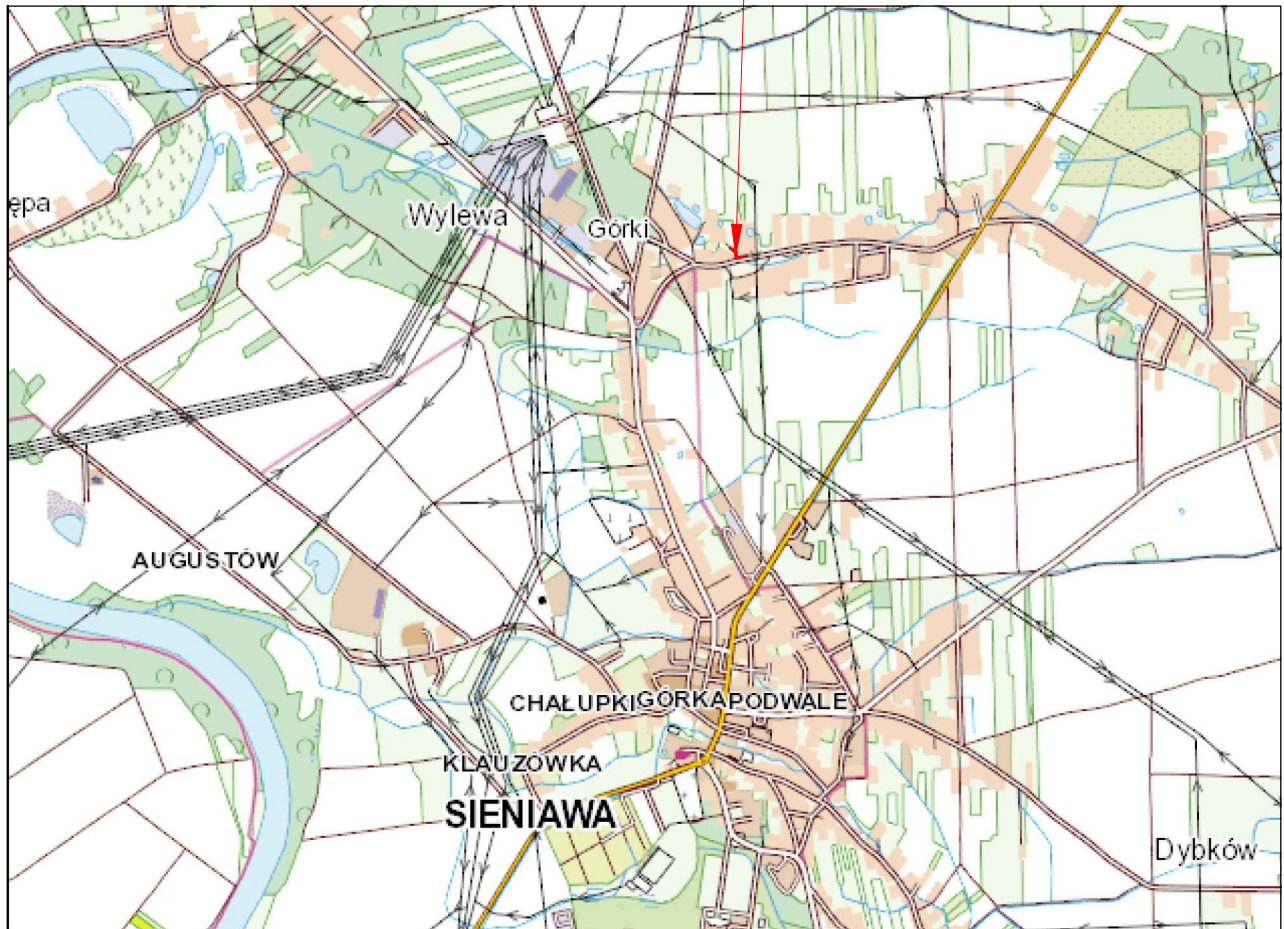 ępa
Wylewa
Górki
AUGUSTÓW
CHAŁUPKI
GÓRKA
PODWALE
KLAUZÓWKA
SIENIAWA
Dybków